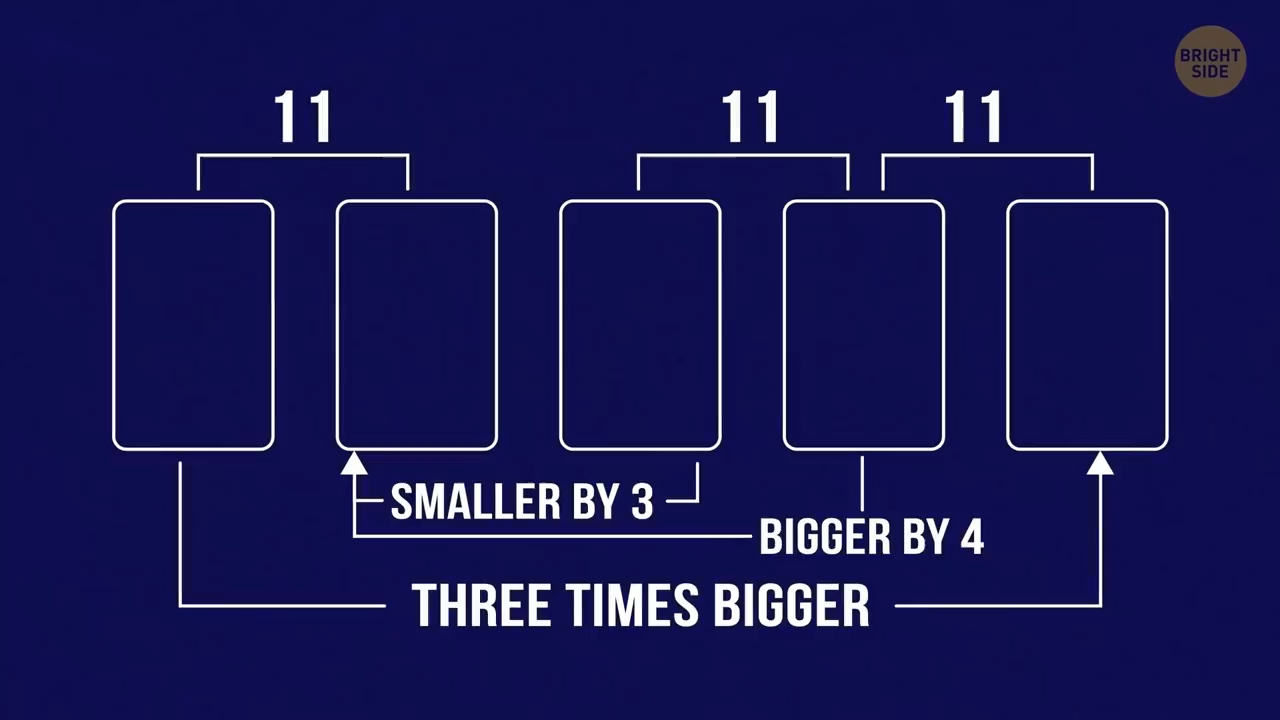 BRIGHT
SIDE
11
11
11
SMALLER BY 3
BIGGER BY 4
THREE TIMES BIGGER